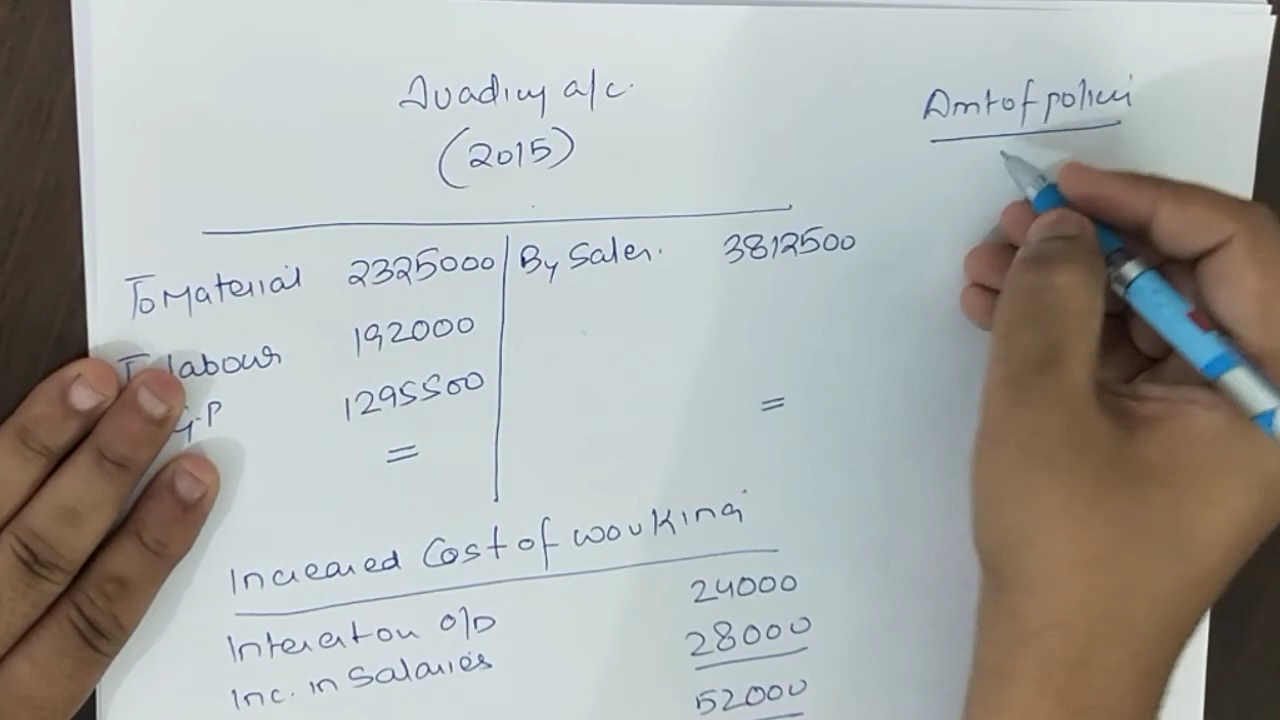 Trading a/c.
(2015)
Amt of policy
To Material 2325000 By Sales. 3812500
To labour 192000
G.P 1295500
=
=
Increased Cost of working
Interest on O/D 24000
Inc. in Salaries 28000
52000